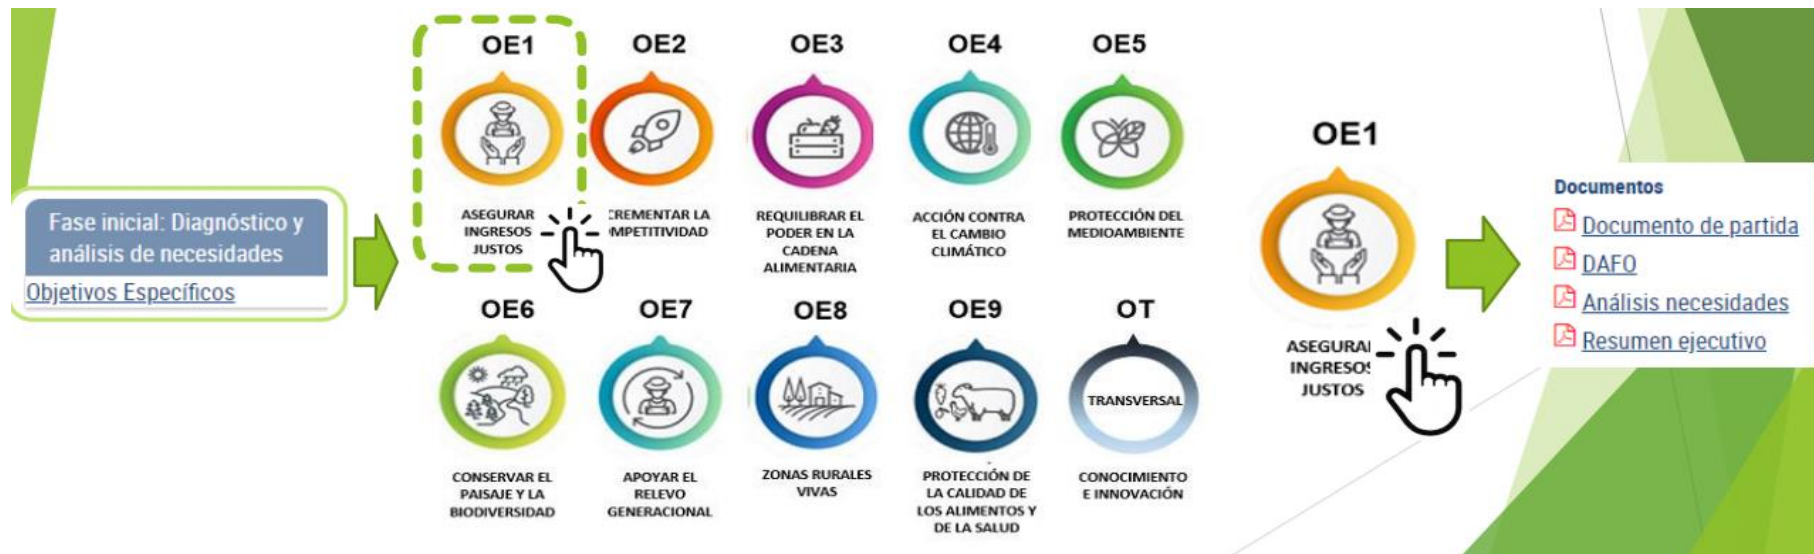 Fase inicial: Diagnóstico y
análisis de necesidades
Objetivos Específicos
OE1
ASEGURAR
INGRESOS
JUSTOS
OE2
CREMENTAR LA
MPETITIVIDAD
OE3
REQUILIBRAR EL
PODER EN LA
CADENA
ALIMENTARIA
OE4
ACCIÓN CONTRA
EL CAMBIO
CLIMÁTICO
OE5
PROTECCIÓN DEL
MEDIOAMBIENTE
OE6
CONSERVAR EL
PAISAJE Y LA
BIODIVERSIDAD
OE7
APOYAR EL
RELEVO
GENERACIONAL
OE8
ZONAS RURALES
VIVAS
OE9
PROTECCIÓN DE
LA CALIDAD DE
LOS ALIMENTOS Y
DE LA SALUD
OT
TRANSVERSAL
CONOCIMIENTO
E INNOVACIÓN
OE1
ASEGURA
INGRESOS
JUSTOS
Documentos
Documento de partida
DAFO
Análisis necesidades
Resumen ejecutivo